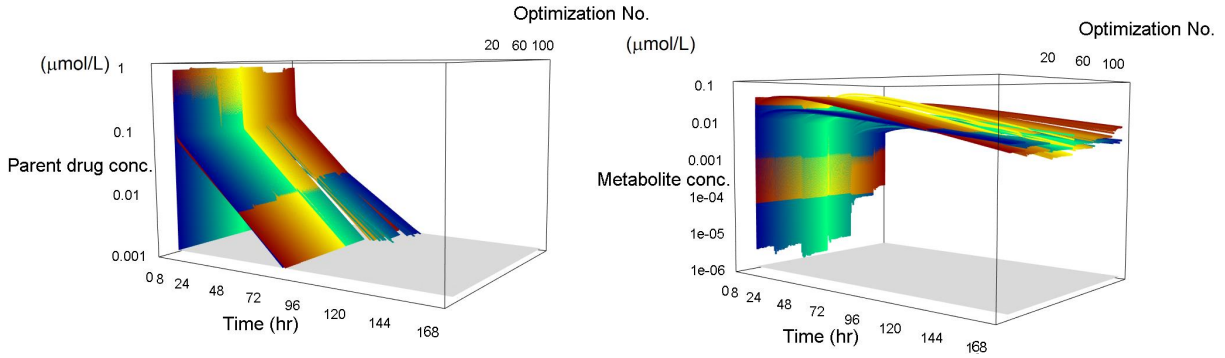 Optimization No.
20 60 100
(μmol/L)
1
0.1
Parent drug conc.
0.01
0.001
0 8 24 48 72 96 120 144 168
Time (hr)
Optimization No.
20 60 100
(μmol/L)
0.1
0.01
0.001
Metabolite conc.
1e-04
1e-05
1e-06
0 8 24 48 72 96 120 144 168
Time (hr)